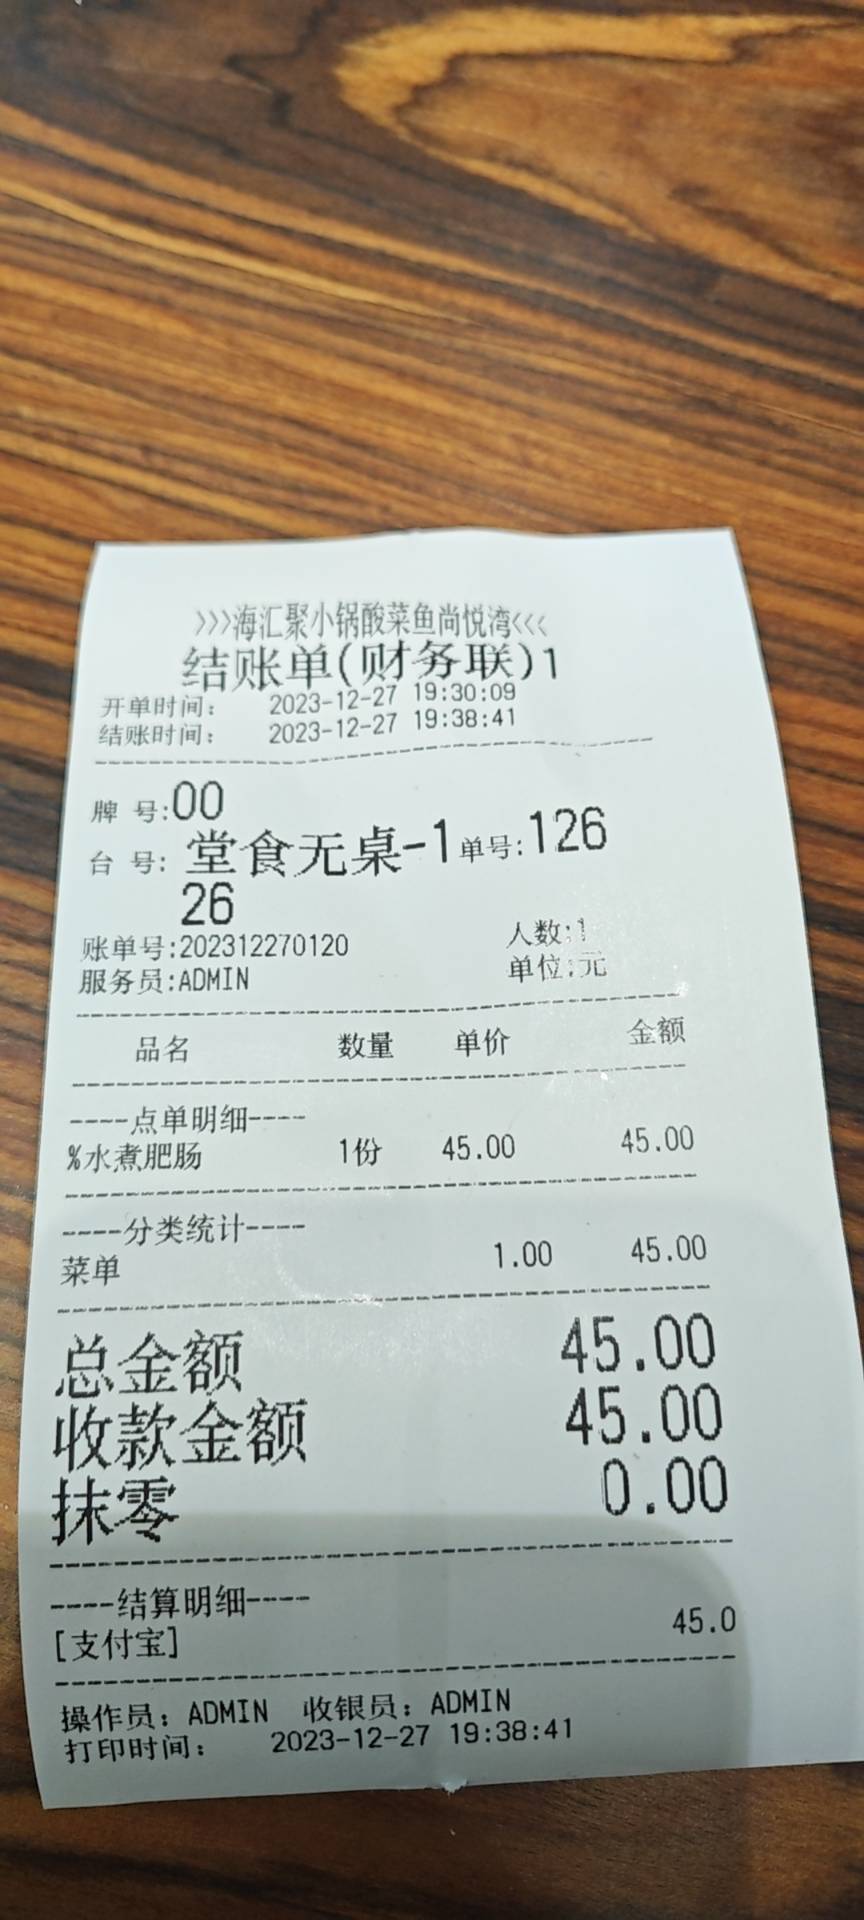 >>>海汇聚小锅酸菜鱼尚悦湾<<<
结账单(财务联)1
开单时间： 2023-12-27 19:30:09
结账时间： 2023-12-27 19:38:41
牌 号:00
台 号: 堂食无桌-1 单号:126
26
账单号:202312270120 人数:1
服务员:ADMIN 单位:元
品名 数量 单价 金额
----点单明细----
%水煮肥肠 1份 45.00 45.00
----分类统计----
菜单 1.00 45.00
总金额 45.00
收款金额 45.00
抹零 0.00
----结算明细----
[支付宝] 45.0
操作员：ADMIN 收银员：ADMIN
打印时间： 2023-12-27 19:38:41